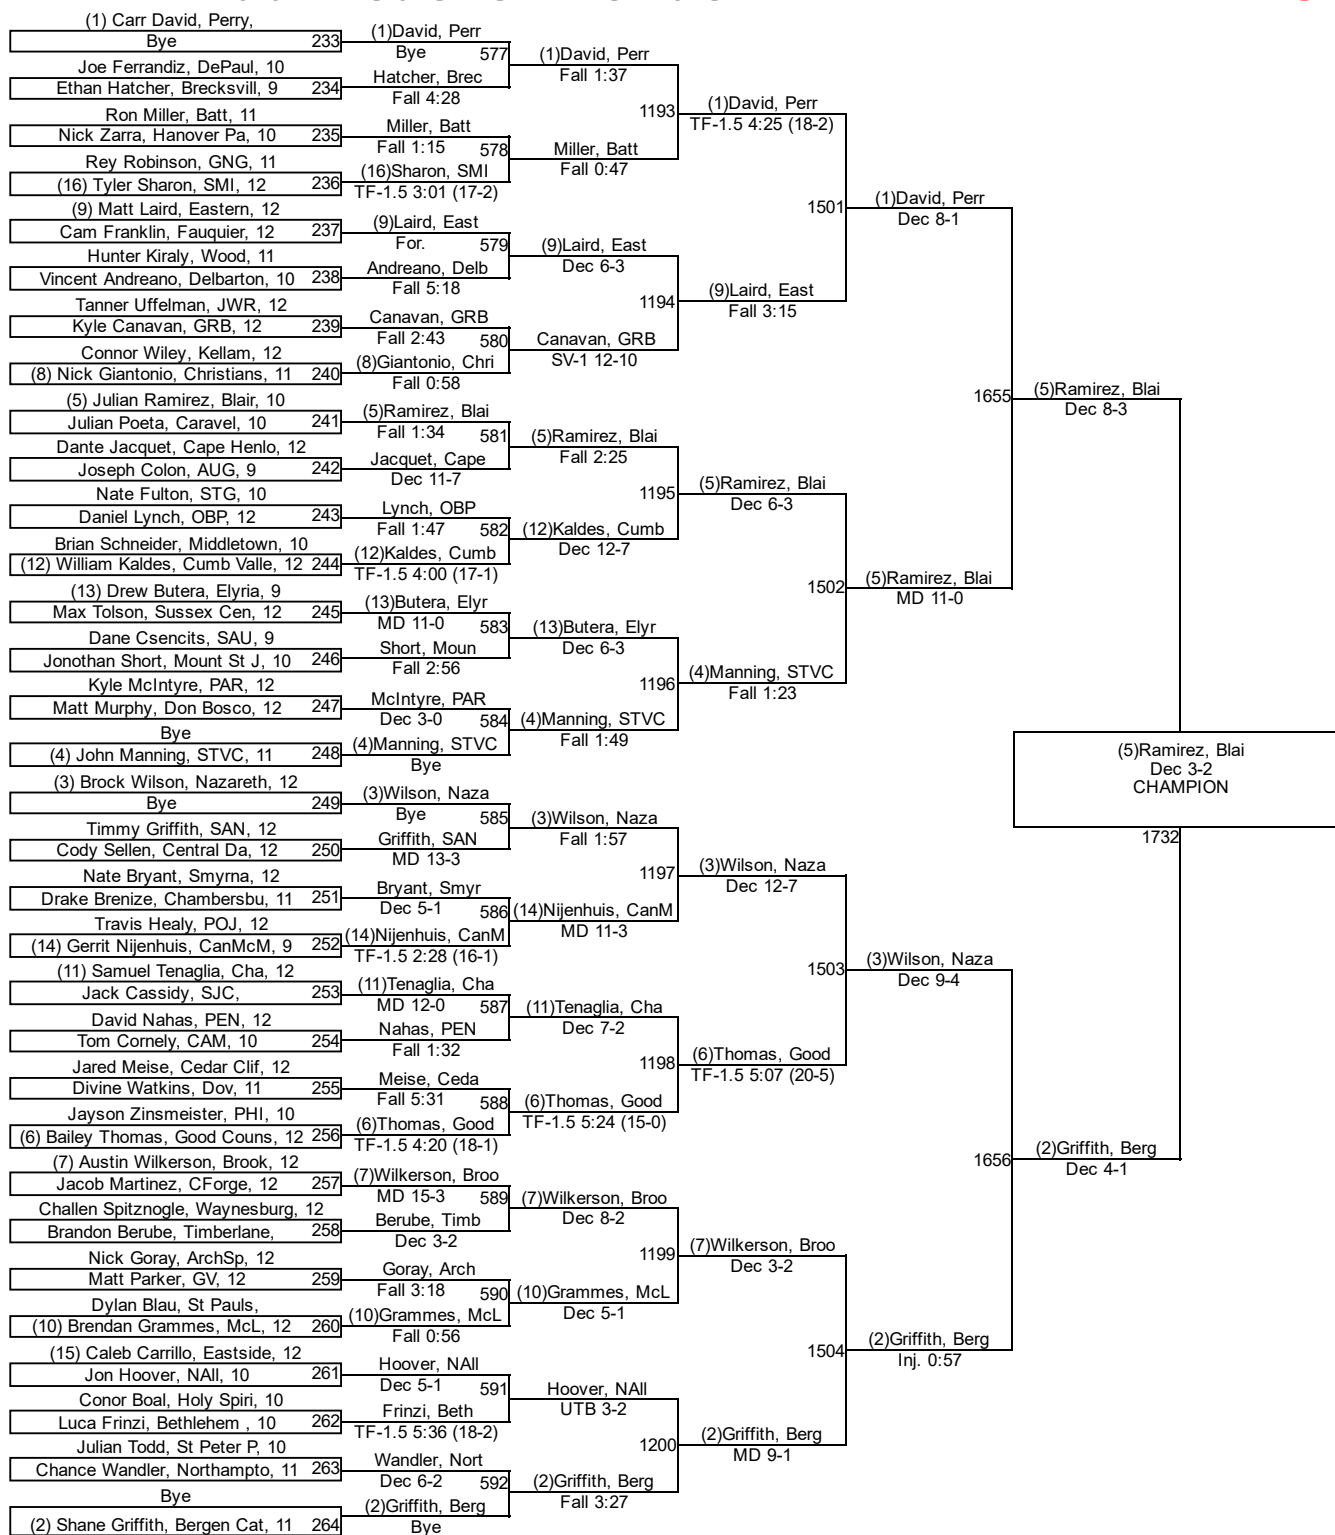 (1) Carr David, Perry,
Bye 233
Joe Ferrandiz, DePaul, 10
Ethan Hatcher, Brecksvill, 9 234
Ron Miller, Batt, 11
Nick Zarra, Hanover Pa, 10 235
Rey Robinson, GNG, 11
(16) Tyler Sharon, SMI, 12 236
(9) Matt Laird, Eastern, 12
Cam Franklin, Fauquier, 12 237
Hunter Kiraly, Wood, 11
Vincent Andreano, Delbarton, 10 238
Tanner Uffelman, JWR, 12
Kyle Canavan, GRB, 12 239
Connor Wiley, Kellam, 12
(8) Nick Giantonio, Christians, 11 240
(5) Julian Ramirez, Blair, 10
Julian Poeta, Caravel, 10 241
Dante Jacquet, Cape Henlo, 12
Joseph Colon, AUG, 9 242
Nate Fulton, STG, 10
Daniel Lynch, OBP, 12 243
Brian Schneider, Middletown, 10
(12) William Kaldes, Cumb Valle, 12 244
(13) Drew Butera, Elyria, 9
Max Tolson, Sussex Cen, 12 245
Dane Csencits, SAU, 9
Jonothan Short, Mount St J, 10 246
Kyle McIntyre, PAR, 12
Matt Murphy, Don Bosco, 12 247
Bye
(4) John Manning, STVC, 11 248
(3) Brock Wilson, Nazareth, 12
Bye 249
Timmy Griffith, SAN, 12
Cody Sellen, Central Da, 12 250
Nate Bryant, Smyrna, 12
Drake Brenize, Chambersbu, 11 251
Travis Healy, POJ, 12
(14) Gerrit Nijenhuis, CanMcM, 9 252
(11) Samuel Tenaglia, Cha, 12
Jack Cassidy, SJC, 253
David Nahas, PEN, 12
Tom Cornely, CAM, 10 254
Jared Meise, Cedar Clif, 12
Divine Watkins, Dov, 11 255
Jayson Zinsmeister, PHI, 10
(6) Bailey Thomas, Good Couns, 12 256
(7) Austin Wilkerson, Brook, 12
Jacob Martinez, CForge, 12 257
Challen Spitznogle, Waynesburg, 12
Brandon Berube, Timberlane, 258
Nick Goray, ArchSp, 12
Matt Parker, GV, 12 259
Dylan Blau, St Pauls,
(10) Brendan Grammes, McL, 12 260
(15) Caleb Carrillo, Eastside, 12
Jon Hoover, NAll, 10 261
Conor Boal, Holy Spiri, 10
Luca Frinzi, Bethlehem , 10 262
Julian Todd, St Peter P, 10
Chance Wandler, Northampto, 11 263
Bye
(2) Shane Griffith, Bergen Cat, 11 264
(1)David, Perr
Bye 577
Hatcher, Brec
Fall 4:28
Miller, Batt
Fall 1:15 578
(16)Sharon, SMI
TF-1.5 3:01 (17-2)
(9)Laird, East
For. 579
Andreano, Delb
Fall 5:18
Canavan, GRB
Fall 2:43 580
(8)Giantonio, Chri
Fall 0:58
(5)Ramirez, Blai
Fall 1:34 581
Jacquet, Cape
Dec 11-7
Lynch, OBP
Fall 1:47 582
(12)Kaldes, Cumb
TF-1.5 4:00 (17-1)
(13)Butera, Elyr
MD 11-0 583
Short, Moun
Fall 2:56
McIntyre, PAR
Dec 3-0 584
(4)Manning, STVC
Bye
(3)Wilson, Naza
Bye 585
Griffith, SAN
MD 13-3
Bryant, Smyr
Dec 5-1 586
(14)Nijenhuis, CanM
TF-1.5 2:28 (16-1)
(11)Tenaglia, Cha
MD 12-0 587
Nahas, PEN
Fall 1:32
Meise, Ceda
Fall 5:31 588
(6)Thomas, Good
TF-1.5 4:20 (18-1)
(7)Wilkerson, Broo
MD 15-3 589
Berube, Timb
Dec 3-2
Goray, Arch
Fall 3:18 590
(10)Grammes, McL
Fall 0:56
Hoover, NAll
Dec 5-1 591
Frinzi, Beth
TF-1.5 5:36 (18-2)
Wandler, Nort
Dec 6-2 592
(2)Griffith, Berg
Bye
(1)David, Perr
Fall 1:37
1193
Miller, Batt
Fall 0:47
(9)Laird, East
Dec 6-3
1194
Canavan, GRB
SV-1 12-10
(5)Ramirez, Blai
Fall 2:25
1195
(12)Kaldes, Cumb
Dec 12-7
(13)Butera, Elyr
Dec 6-3
1196
(4)Manning, STVC
Fall 1:49
(3)Wilson, Naza
Fall 1:57
1197
(14)Nijenhuis, CanM
MD 11-3
(11)Tenaglia, Cha
Dec 7-2
1198
(6)Thomas, Good
TF-1.5 5:24 (15-0)
(7)Wilkerson, Broo
Dec 8-2
1199
(10)Grammes, McL
Dec 5-1
Hoover, NAll
UTB 3-2
1200
(2)Griffith, Berg
Fall 3:27
(1)David, Perr
TF-1.5 4:25 (18-2)
1501
(9)Laird, East
Fall 3:15
(5)Ramirez, Blai
Dec 6-3
1502
(4)Manning, STVC
Fall 1:23
(3)Wilson, Naza
Dec 12-7
1503
(6)Thomas, Good
TF-1.5 5:07 (20-5)
(7)Wilkerson, Broo
Dec 3-2
1504
(2)Griffith, Berg
MD 9-1
(1)David, Perr
Dec 8-1
1655
(5)Ramirez, Blai
MD 11-0
(3)Wilson, Naza
Dec 9-4
1656
(2)Griffith, Berg
Inj. 0:57
(5)Ramirez, Blai
Dec 8-3
(5)Ramirez, Blai
Dec 3-2
CHAMPION
1732
(2)Griffith, Berg
Dec 4-1